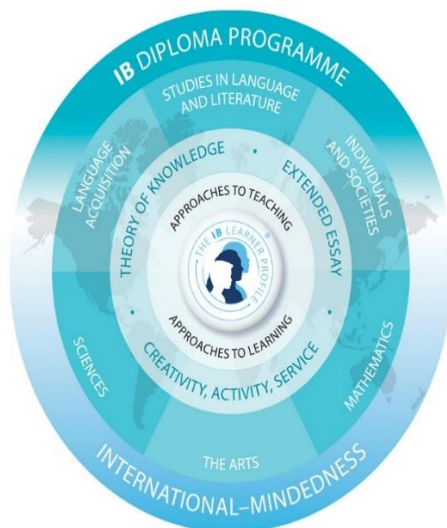 IB DIPLOMA PROGRAMME
STUDIES IN LANGUAGE
AND LITERATURE
LANGUAGE
ACQUISITION
INDIVIDUALS
AND SOCIETIES
THEORY OF KNOWLEDGE •
EXTENDED ESSAY
APPROACHES TO TEACHING
THE IB LEARNER PROFILE ®
APPROACHES TO LEARNING
• CREATIVITY, ACTIVITY, SERVICE •
SCIENCES
MATHEMATICS
THE ARTS
INTERNATIONAL–MINDEDNESS